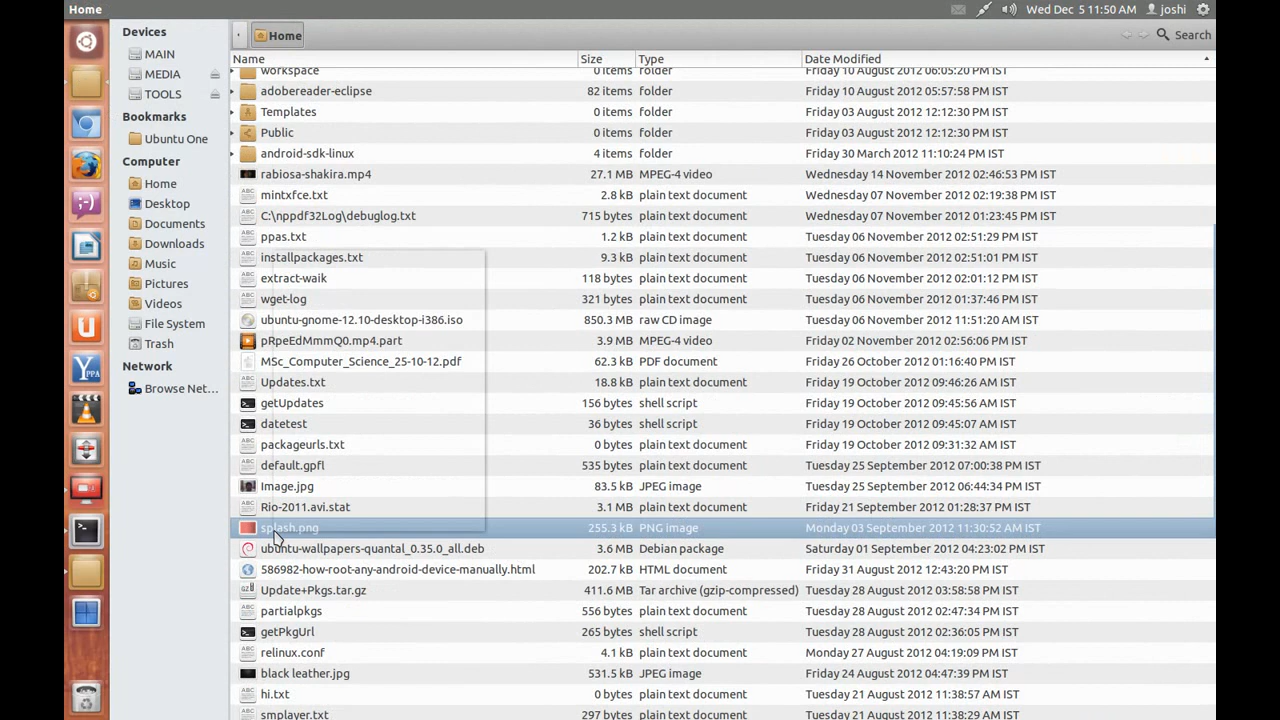 Home
Wed Dec 5 11:50 AM
joshi
Devices
MAIN
MEDIA
TOOLS
Bookmarks
Ubuntu One
Computer
Home
Desktop
Documents
Downloads
Music
Pictures
Videos
File System
Trash
Network
Browse Net...
Home
Search
Name Size Type Date Modified
workspace 0 items folder Friday 10 August 2012 06:05:20 PM IST
adobereader-eclipse 82 items folder Friday 10 August 2012 03:57:58 PM IST
Templates 0 items folder Friday 03 August 2012 12:12:30 PM IST
Public 0 items folder Friday 03 August 2012 12:12:30 PM IST
android-sdk-linux 4 items folder Friday 30 March 2012 11:10:24 PM IST
rabiosa-shakira.mp4 27.1 MB MPEG-4 video Wednesday 14 November 2012 02:46:53 PM IST
mintxfce.txt 2.8 kB plain text document Wednesday 07 November 2012 02:19:38 PM IST
C:\nppdf32Log\debuglog.txt 715 bytes plain text document Wednesday 07 November 2012 01:23:45 PM IST
ppas.txt 1.2 kB plain text document Tuesday 06 November 2012 02:51:29 PM IST
installpackages.txt 9.3 kB plain text document Tuesday 06 November 2012 02:51:01 PM IST
extract-waik 118 bytes plain text document Tuesday 06 November 2012 02:01:12 PM IST
wget-log 321 bytes plain text document Tuesday 06 November 2012 01:37:46 PM IST
ubuntu-gnome-12.10-desktop-i386.iso 850.3 MB raw CD image Tuesday 06 November 2012 11:51:20 AM IST
pRpeEdMmmQ0.mp4.part 3.9 MB MPEG-4 video Friday 02 November 2012 02:56:06 PM IST
MSc_Computer_Science_25-10-12.pdf 62.3 kB PDF document Friday 26 October 2012 01:16:40 PM IST
Updates.txt 18.8 kB plain text document Friday 19 October 2012 09:46:26 AM IST
getUpdates 156 bytes shell script Friday 19 October 2012 09:45:56 AM IST
datetest 36 bytes shell script Friday 19 October 2012 09:45:07 AM IST
packageurls.txt 0 bytes plain text document Friday 19 October 2012 09:32:42 AM IST
default.gpfl 535 bytes plain text document Tuesday 25 September 2012 07:00:38 PM IST
Image.jpg 83.5 kB JPEG image Tuesday 25 September 2012 06:44:34 PM IST
Rio-2011.avi.stat 3.1 MB plain text document Friday 21 September 2012 01:28:37 PM IST
splash.png 255.3 kB PNG image Monday 03 September 2012 11:30:52 AM IST
ubuntu-wallpapers-quantal_0.35.0_all.deb 3.6 MB Debian package Saturday 01 September 2012 04:23:02 PM IST
586982-how-root-any-android-device-manually.html 202.7 kB HTML document Friday 31 August 2012 12:43:20 PM IST
Update+Pkgs.tar.gz 411.6 MB Tar archive (gzip-compressed) Tuesday 28 August 2012 03:28:58 PM IST
partialpkgs 0 bytes plain text document Tuesday 28 August 2012 02:47:34 PM IST
getPkgUrl 265 bytes shell script Tuesday 28 August 2012 02:36:05 PM IST
relinux.conf 4.1 kB plain text document Monday 27 August 2012 04:19:09 PM IST
black leather.jpg 531.5 kB JPEG image Friday 24 August 2012 04:47:39 PM IST
hi.txt 0 bytes plain text document Tuesday 21 August 2012 11:38:57 AM IST
smplayer.txt 297 bytes plain text document